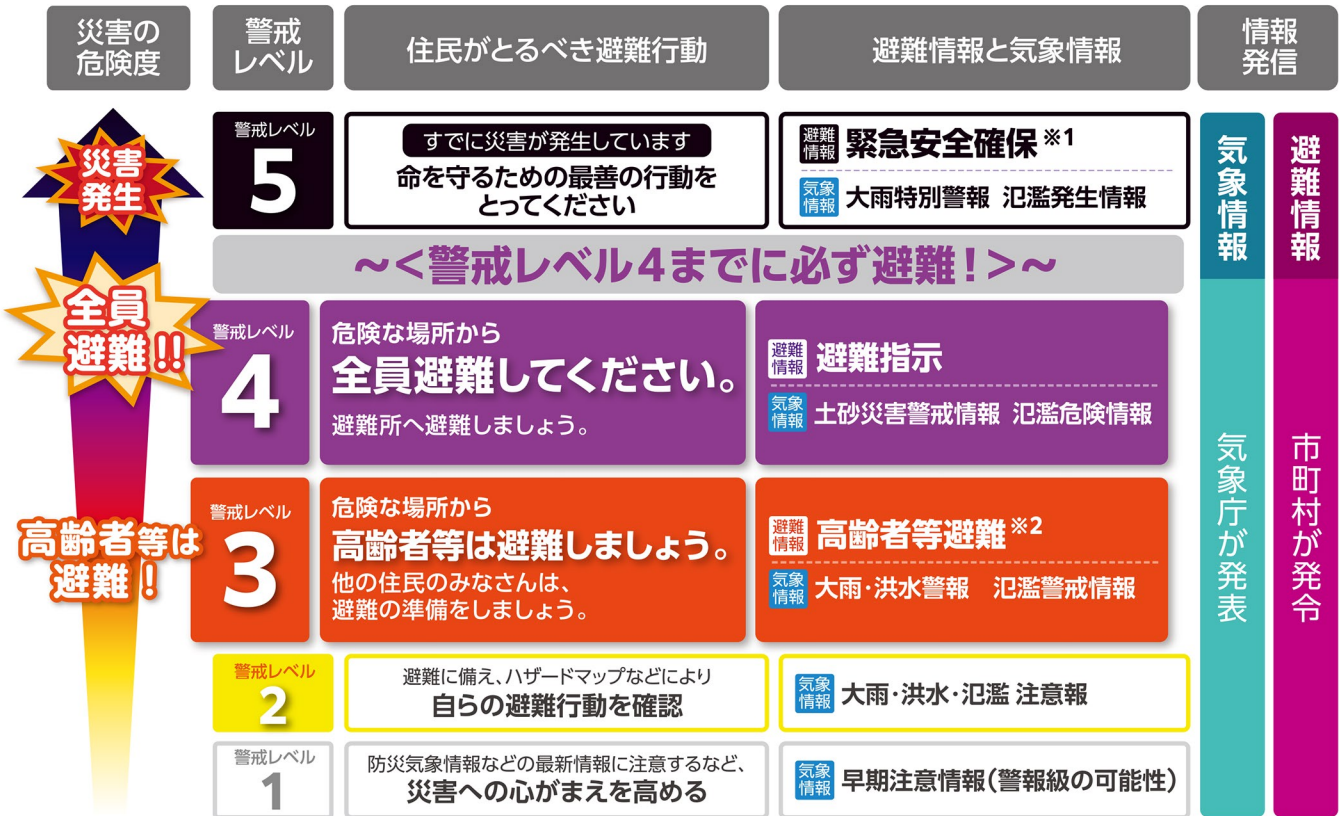 災害の
危険度
警戒
レベル
住民がとるべき避難行動
避難情報と気象情報
情報
発信
災害
発生
警戒レベル
5
すでに災害が発生しています
命を守るための最善の行動を
とってください
避難
情報
緊急安全確保※1
気象
情報
大雨特別警報 氾濫発生情報
~<警戒レベル4までに必ず避難!>~
全員
避難!!
警戒レベル
4
危険な場所から
全員避難してください。
避難所へ避難しましょう。
避難
情報
避難指示
気象
情報
土砂災害警戒情報 氾濫危険情報
高齢者等は
避難!
警戒レベル
3
危険な場所から
高齢者等は避難しましょう。
他の住民のみなさんは、
避難の準備をしましょう。
避難
情報
高齢者等避難※2
気象
情報
大雨・洪水警報 氾濫警戒情報
警戒レベル
2
避難に備え、ハザードマップなどにより
自らの避難行動を確認
気象
情報
大雨・洪水・氾濫 注意報
警戒レベル
1
防災気象情報などの最新情報に注意するなど、
災害への心がまえを高める
気象
情報
早期注意情報(警報級の可能性)
気象情報
気象庁が発表
避難情報
市町村が発令